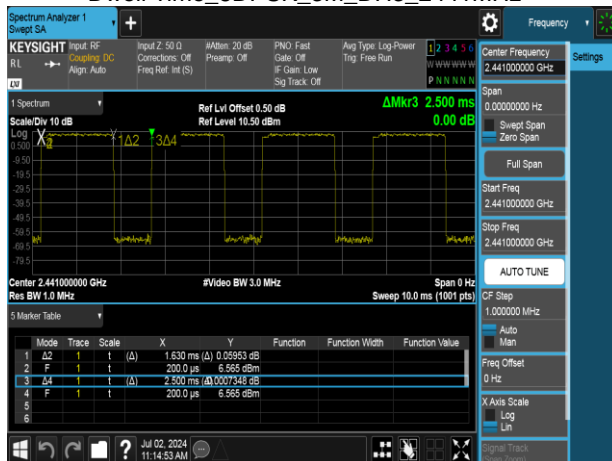 Spectrum Analyzer 1
Swept SA
+
Frequency
KEYSIGHT
RL
Input: RF
Coupling: DC
Align: Auto
Input Z: 50 Ω
Corrections: Off
Freq Ref: Int (S)
#Atten: 20 dB
Preamp: Off
PNO: Fast
Gate: Off
IF Gain: Low
Sig Track: Off
Avg Type: Log-Power
Trig: Free Run
1 2 3 4 5 6
W W W W W W
P N N N N N
LXI
1 Spectrum
Scale/Div 10 dB
Ref Lvl Offset 0.50 dB
Ref Level 10.50 dBm
ΔMkr3 2.500 ms
0.00 dB
Log
0.500
-9.50
-19.5
-29.5
-39.5
-49.5
-59.5
-69.5
-79.5
1Δ2
3Δ4
Center 2.441000000 GHz
Res BW 1.0 MHz
#Video BW 3.0 MHz
Span 0 Hz
Sweep 10.0 ms (1001 pts)
5 Marker Table
Mode Trace Scale X Y Function Function Width Function Value
1 Δ2 1 t (Δ) 1.630 ms (Δ) 0.05953 dB
2 F 1 t 200.0 µs 6.565 dBm
3 Δ4 1 t (Δ) 2.500 ms (Δ) 0.0007348 dB
4 F 1 t 200.0 µs 6.565 dBm
5
6
?
Jul 02, 2024
11:14:53 AM
Center Frequency
2.441000000 GHz
Settings
Span
0.00000000 Hz
Swept Span
Zero Span
Full Span
Start Freq
2.441000000 GHz
Stop Freq
2.441000000 GHz
AUTO TUNE
CF Step
1.000000 MHz
Auto
Man
Freq Offset
0 Hz
X Axis Scale
Log
Lin
Signal Track
(Span Zoom)